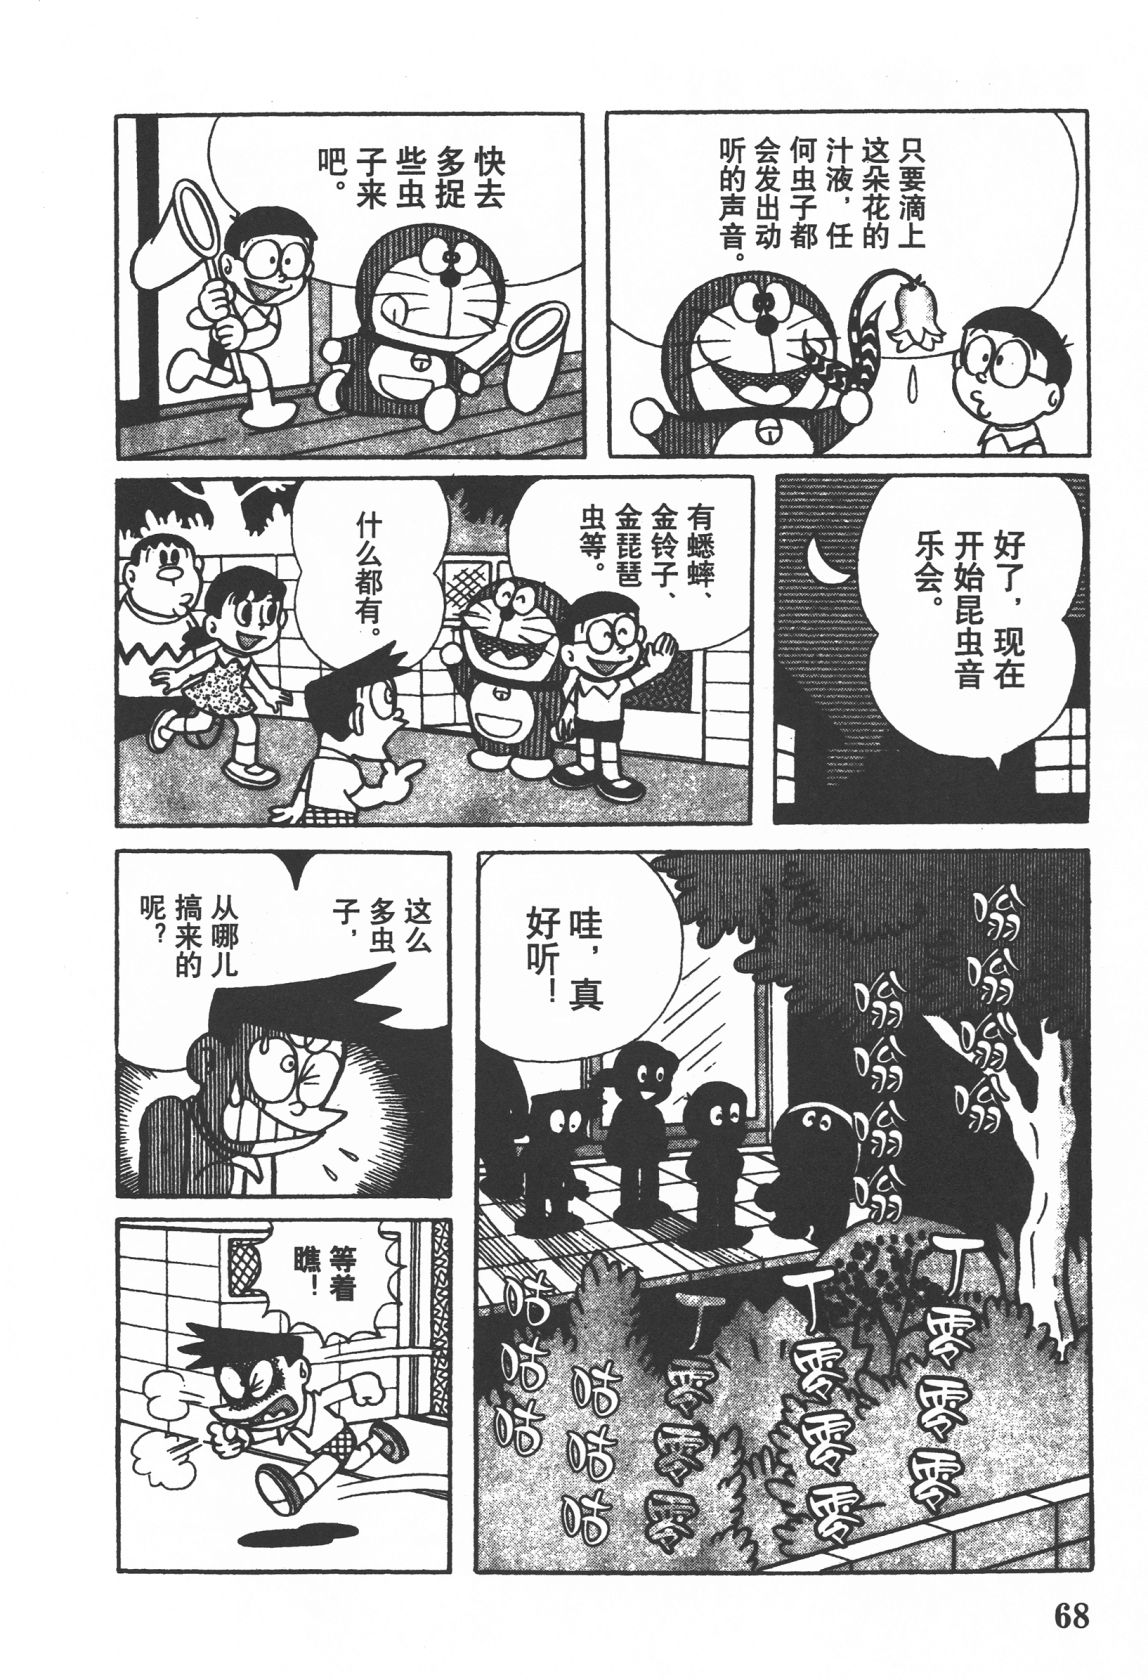 只要滴上
这朵花的
汁液，任
何虫子都
会发出动
听的声音。
快去
多捉
些虫
子来
吧。
好了，现在
开始昆虫音
乐会。
有蟋蟀、
金铃子、
金琵琶
虫等。
什么都有。
哇，真
好听！
嗡嗡嗡嗡
嗡嗡嗡嗡
丁零零零
丁零零零
丁零零零
咕咕咕
咕咕咕
这么
多虫
子，
从哪儿
搞来的
呢？
等着
瞧！
68